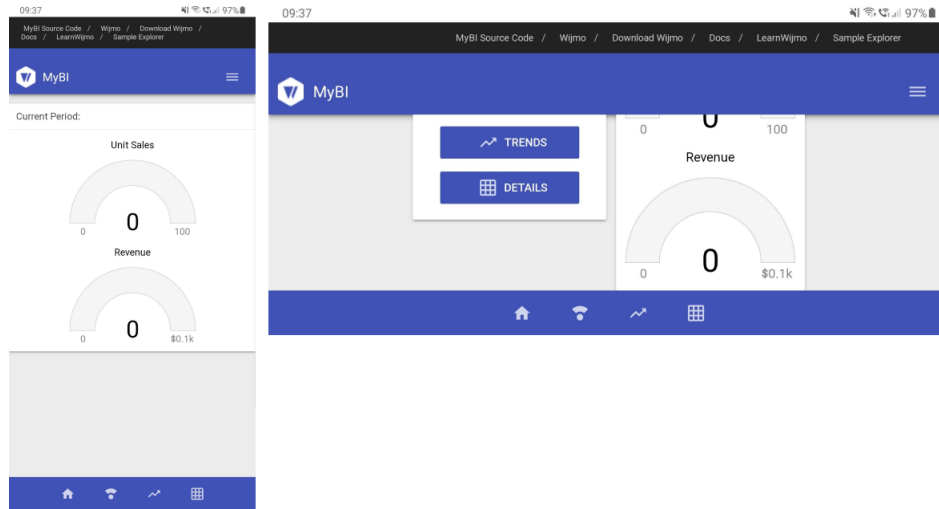 09:37 97%
MyBI Source Code / Wijmo / Download Wijmo /
Docs / LearnWijmo / Sample Explorer
MyBI
Current Period:
Unit Sales
0
0 100
Revenue
0
0 $0.1k
09:37 97%
MyBI Source Code / Wijmo / Download Wijmo / Docs / LearnWijmo / Sample Explorer
MyBI
TRENDS
DETAILS
0 0 100
Revenue
0
0 $0.1k